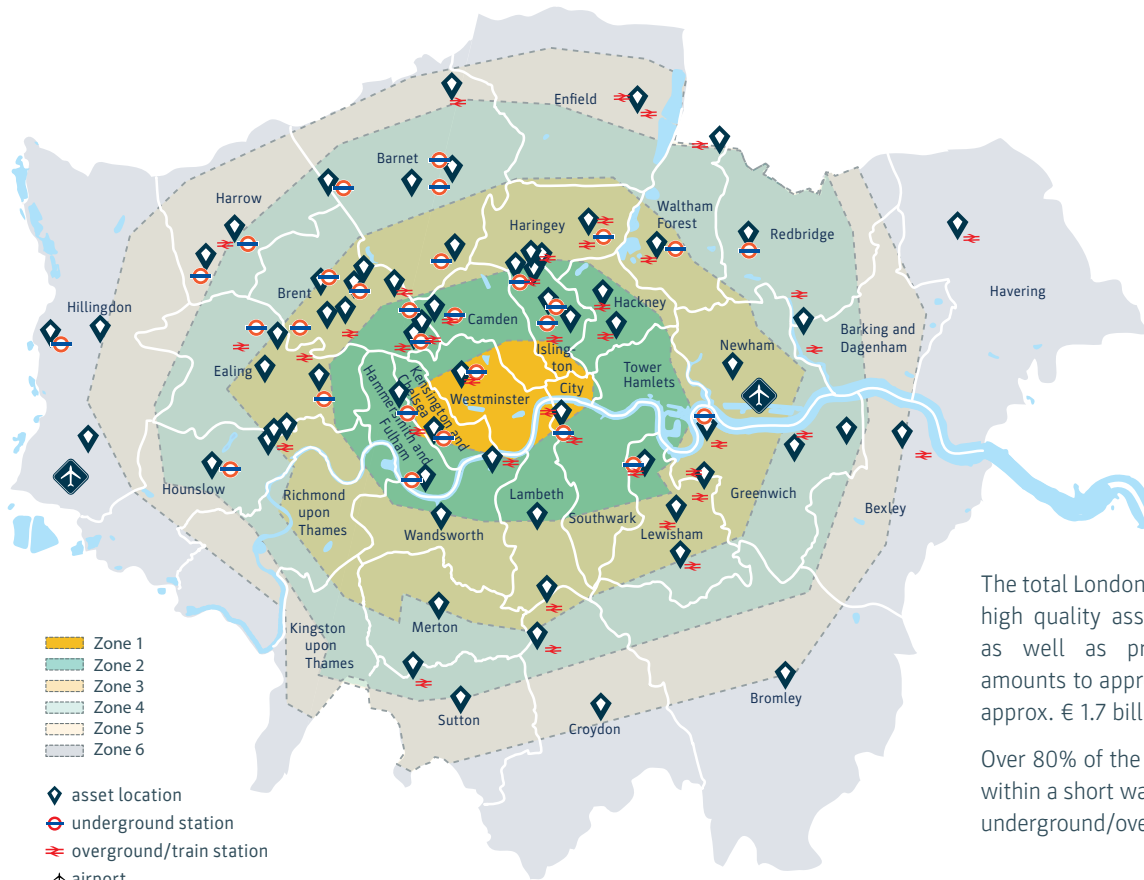 Enfield
Barnet
Harrow
Haringey
Waltham
Forest
Redbridge
Havering
Hillingdon
Brent
Camden
Hackney
Barking and
Dagenham
Newham
Ealing
Isling-
ton
Tower
Hamlets
City
Westminster
Kensington and
Chelsea
Hammersmith and
Fulham
Hounslow
Richmond
upon
Thames
Lambeth
Southwark
Greenwich
Bexley
Wandsworth
Lewisham
Merton
Kingston
upon
Thames
Sutton
Croydon
Bromley
Zone 1
Zone 2
Zone 3
Zone 4
Zone 5
Zone 6
asset location
underground station
overground/train station
airport
The total London
high quality ass
as well as pr
amounts to appr
approx. € 1.7 bill
Over 80% of the
within a short wa
underground/ove